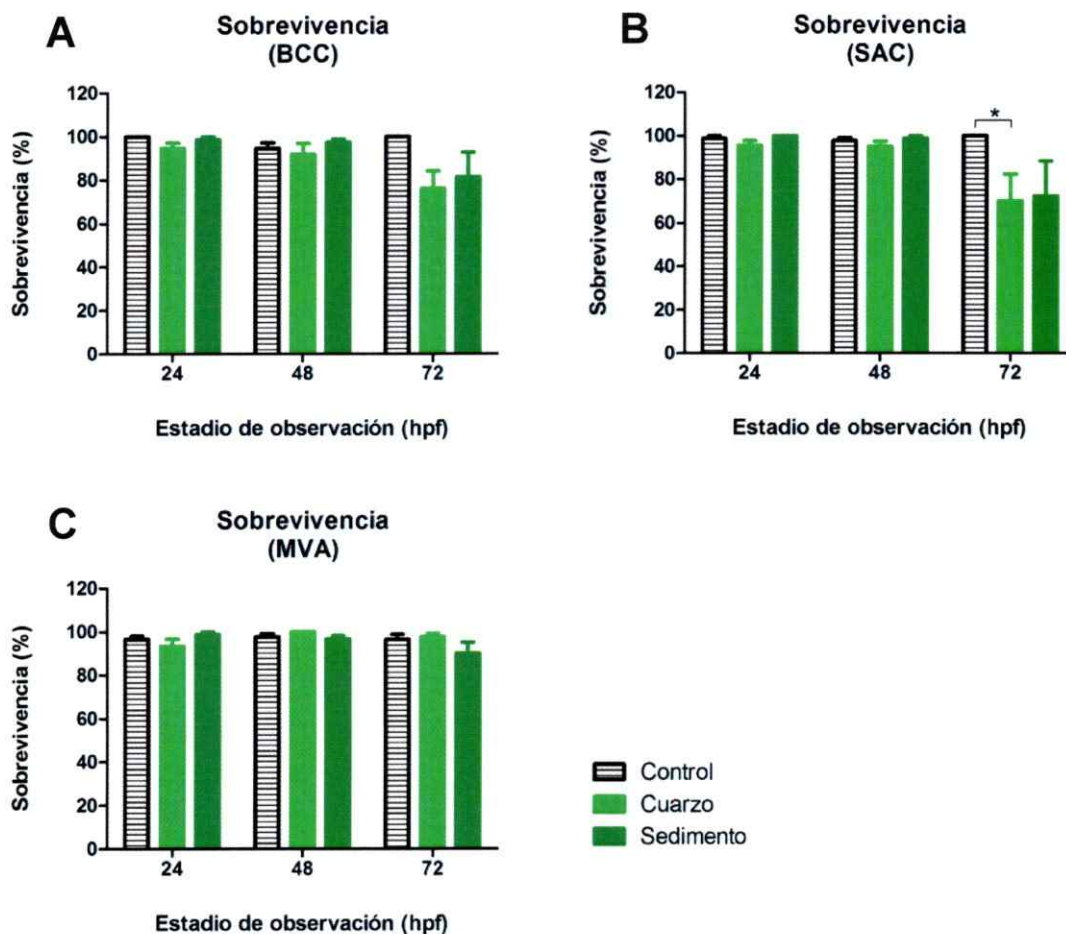 A
Sobrevivencia
(BCC)
Sobrevivencia (%)
120
100
80
60
40
20
0
24
48
72
Estadio de observación (hpf)
B
Sobrevivencia
(SAC)
Sobrevivencia (%)
120
100
80
60
40
20
0
*
24
48
72
Estadio de observación (hpf)
C
Sobrevivencia
(MVA)
Sobrevivencia (%)
120
100
80
60
40
20
0
24
48
72
Estadio de observación (hpf)
Control
Cuarzo
Sedimento